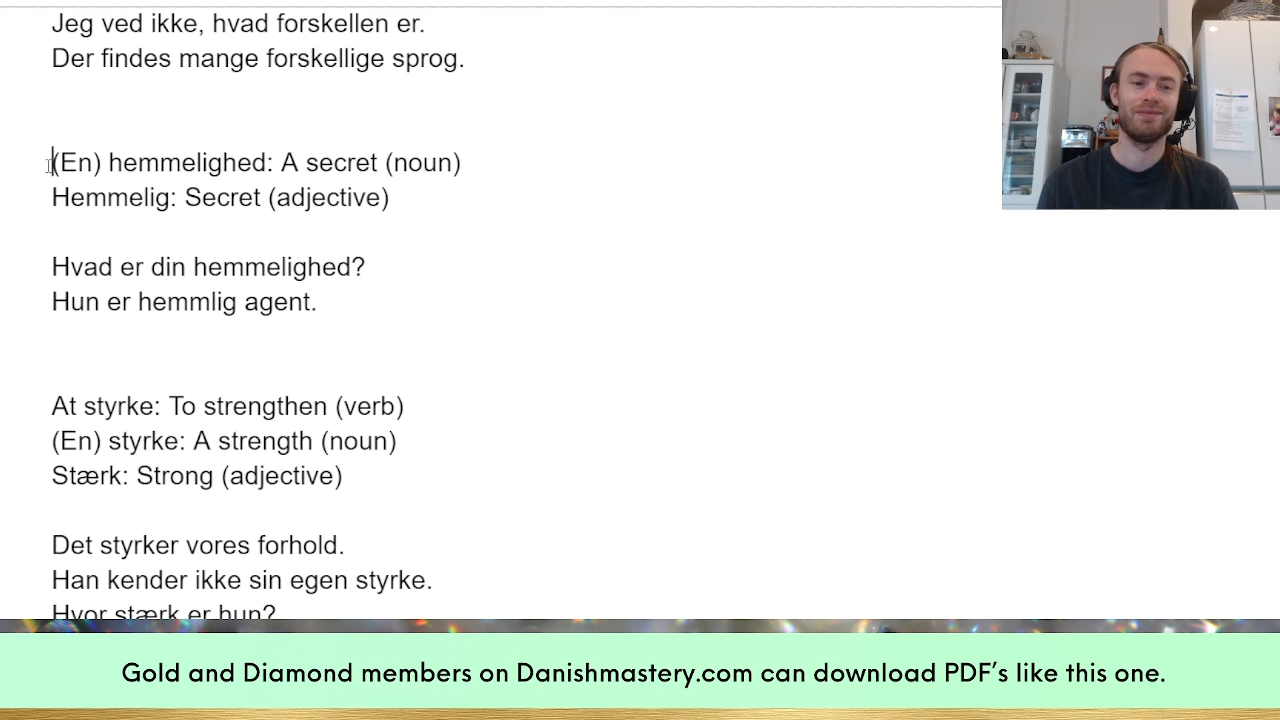 Jeg ved ikke, hvad forskellen er.
Der findes mange forskellige sprog.
(En) hemmelighed: A secret (noun)
Hemmelig: Secret (adjective)
Hvad er din hemmelighed?
Hun er hemmlig agent.
At styrke: To strengthen (verb)
(En) styrke: A strength (noun)
Stærk: Strong (adjective)
Det styrker vores forhold.
Han kender ikke sin egen styrke.
Hvor stærk er hun?
Gold and Diamond members on Danishmastery.com can download PDF's like this one.